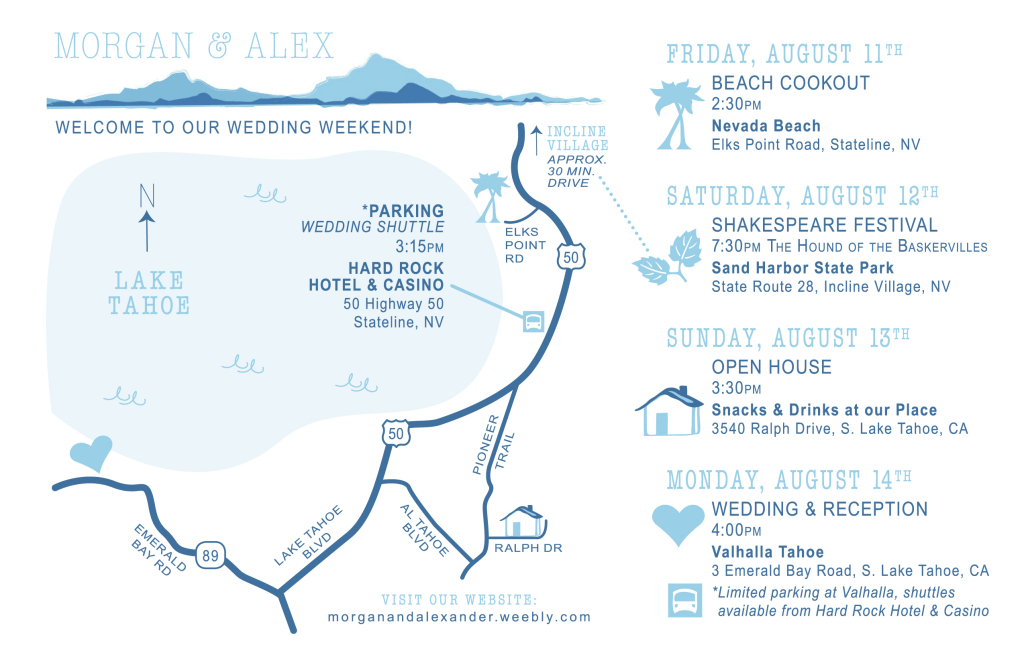 MORGAN & ALEX
WELCOME TO OUR WEDDING WEEKEND!
INCLINE
VILLAGE
APPROX.
30 MIN.
DRIVE
N
LAKE
TAHOE
*PARKING
WEDDING SHUTTLE
3:15PM
HARD ROCK
HOTEL & CASINO
50 Highway 50
Stateline, NV
ELKS
POINT
RD
50
50
PIONEER
TRAIL
EMERALD
BAY RD
89
LAKE TAHOE
BLVD
AL TAHOE
BLVD
RALPH DR
VISIT OUR WEBSITE:
morganandalexander.weebly.com
FRIDAY, AUGUST 11TH
BEACH COOKOUT
2:30PM
Nevada Beach
Elks Point Road, Stateline, NV
SATURDAY, AUGUST 12TH
SHAKESPEARE FESTIVAL
7:30PM THE HOUND OF THE BASKERVILLES
Sand Harbor State Park
State Route 28, Incline Village, NV
SUNDAY, AUGUST 13TH
OPEN HOUSE
3:30PM
Snacks & Drinks at our Place
3540 Ralph Drive, S. Lake Tahoe, CA
MONDAY, AUGUST 14TH
WEDDING & RECEPTION
4:00PM
Valhalla Tahoe
3 Emerald Bay Road, S. Lake Tahoe, CA
*Limited parking at Valhalla, shuttles
available from Hard Rock Hotel & Casino